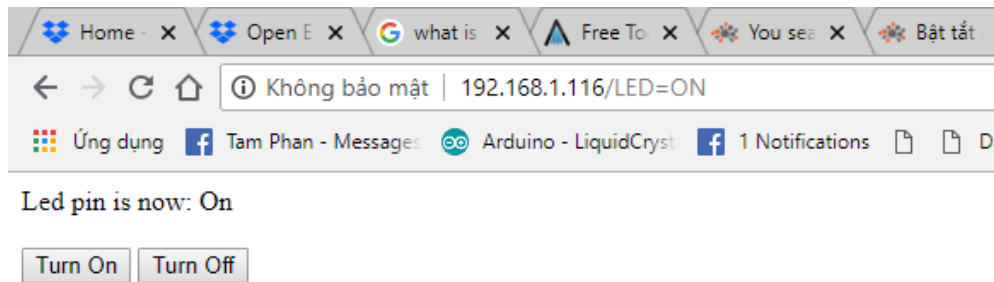 Home - Open E what is Free To You sea Bật tắt
Không bảo mật | 192.168.1.116/LED=ON
Ứng dụng Tam Phan - Messages Arduino - LiquidCryst 1 Notifications D
Led pin is now: On
Turn On Turn Off